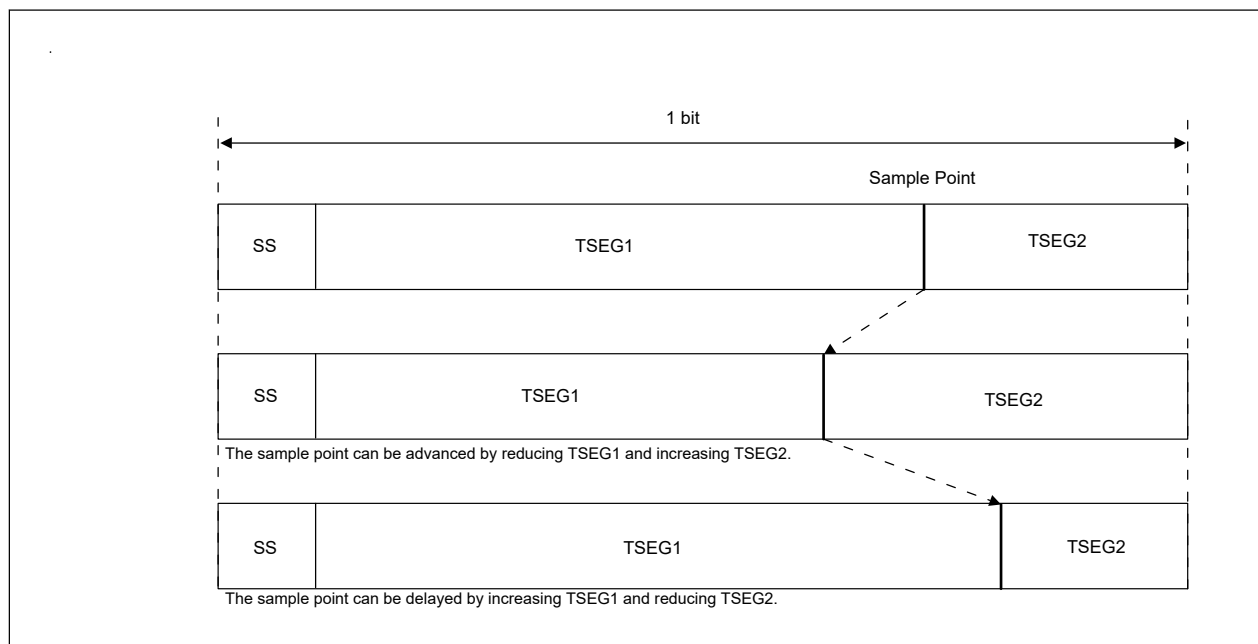 1 bit
Sample Point
SS TSEG1 TSEG2
SS TSEG1 TSEG2
The sample point can be advanced by reducing TSEG1 and increasing TSEG2.
SS TSEG1 TSEG2
The sample point can be delayed by increasing TSEG1 and reducing TSEG2.